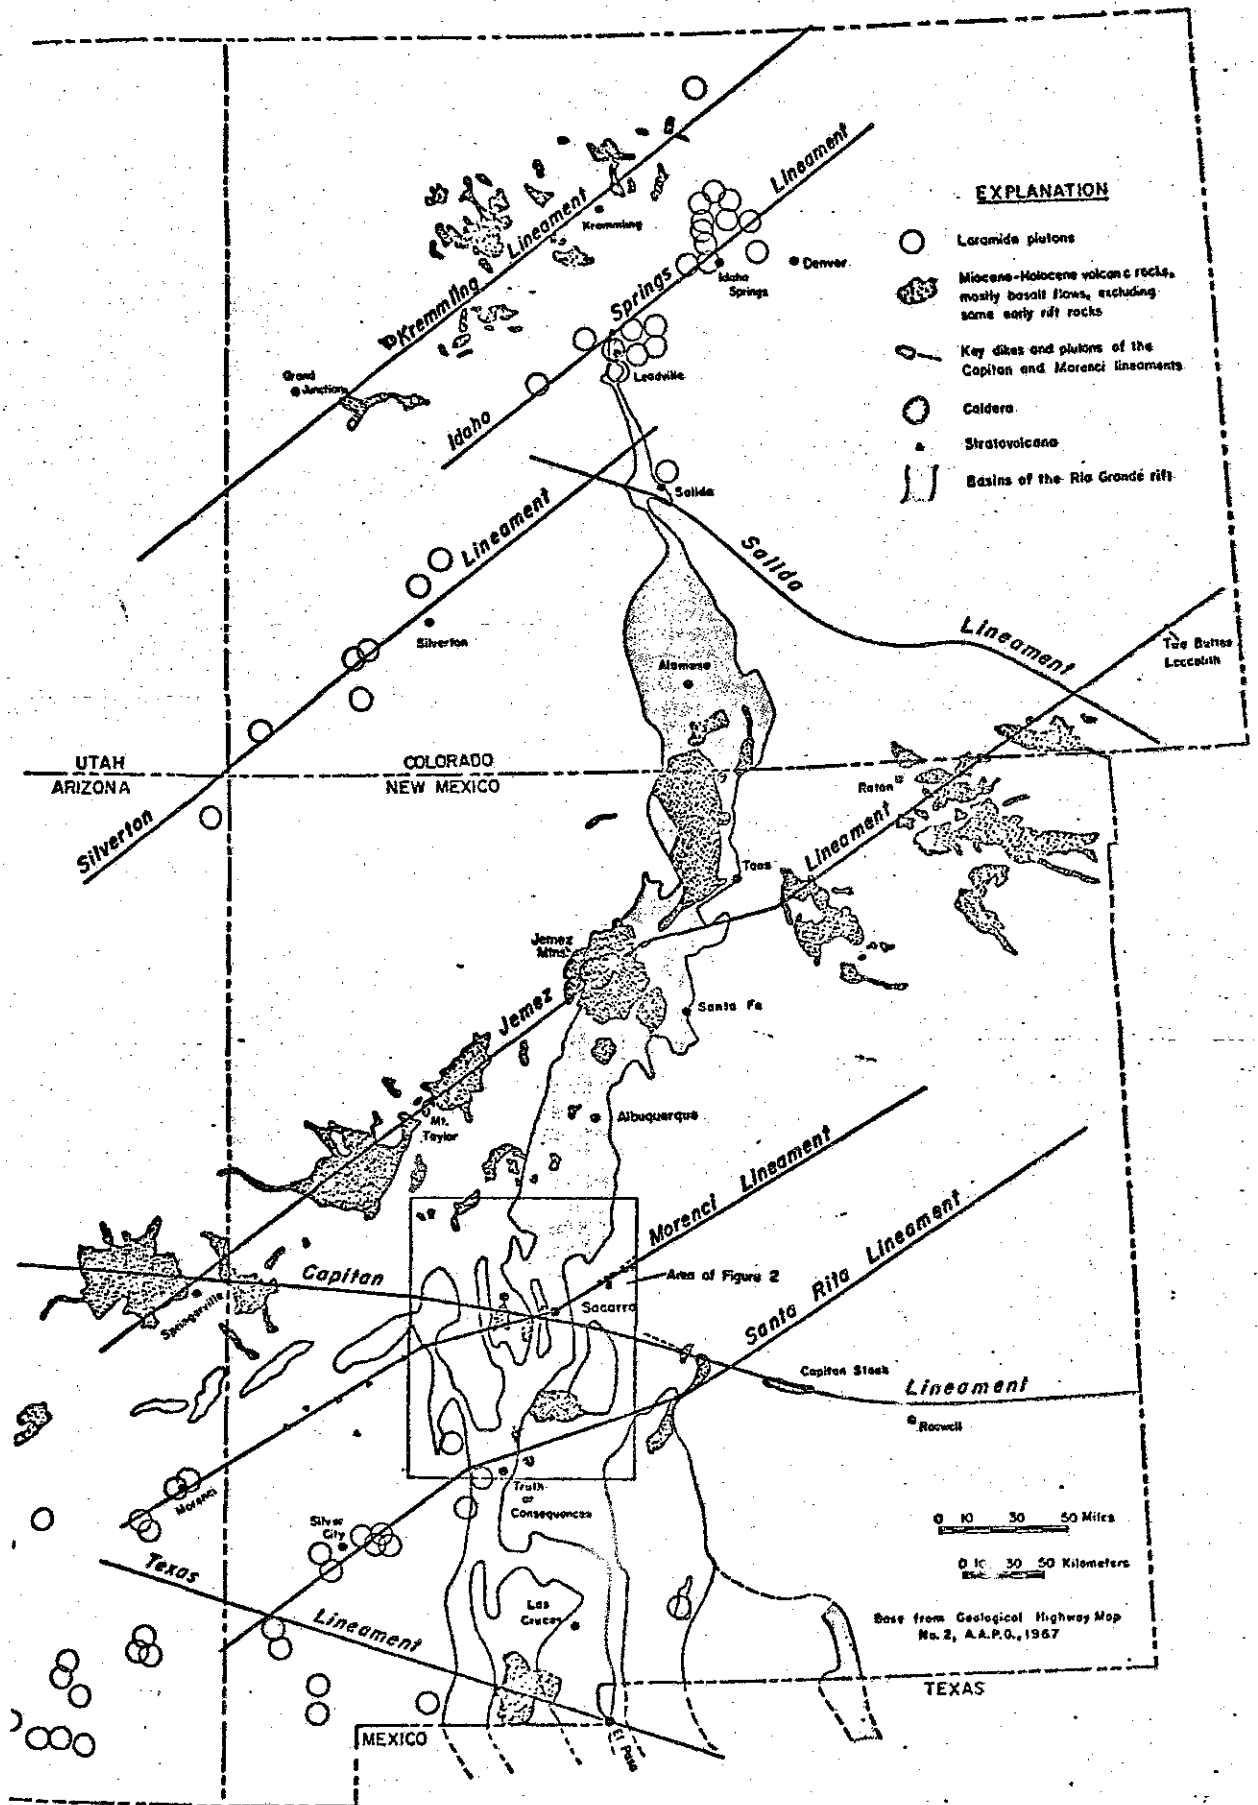 EXPLANATION
Laramide plutons
Miocene-Holocene volcanic rocks,
mostly basalt flows, excluding
some early rift rocks
Key dikes and plutons of the
Capitan and Morenci lineaments
Caldera
Stratovolcano
Basins of the Rio Grande rift
Kremmling Lineament
Kremmling
Idaho Springs Lineament
Idaho
Springs
Denver
Grand
Junction
Leadville
Salida
Silverton Lineament
Silverton
Salida Lineament
Two Buttes
Laccolith
Alamosa
UTAH
ARIZONA
COLORADO
NEW MEXICO
Raton
Taos
Jemez Lineament
Jemez
Mtns.
Santa Fe
Mt.
Taylor
Albuquerque
Morenci Lineament
Santa Rita Lineament
Area of Figure 2
Capitan Lineament
Socorro
Springerville
Capitan Stock
Roswell
Morenci
Silver
City
Truth
or
Consequences
0 10 30 50 Miles
0 10 30 50 Kilometers
Texas Lineament
Las
Cruces
Base from Geological Highway Map
No. 2, A.A.P.G., 1967
TEXAS
MEXICO
El Paso